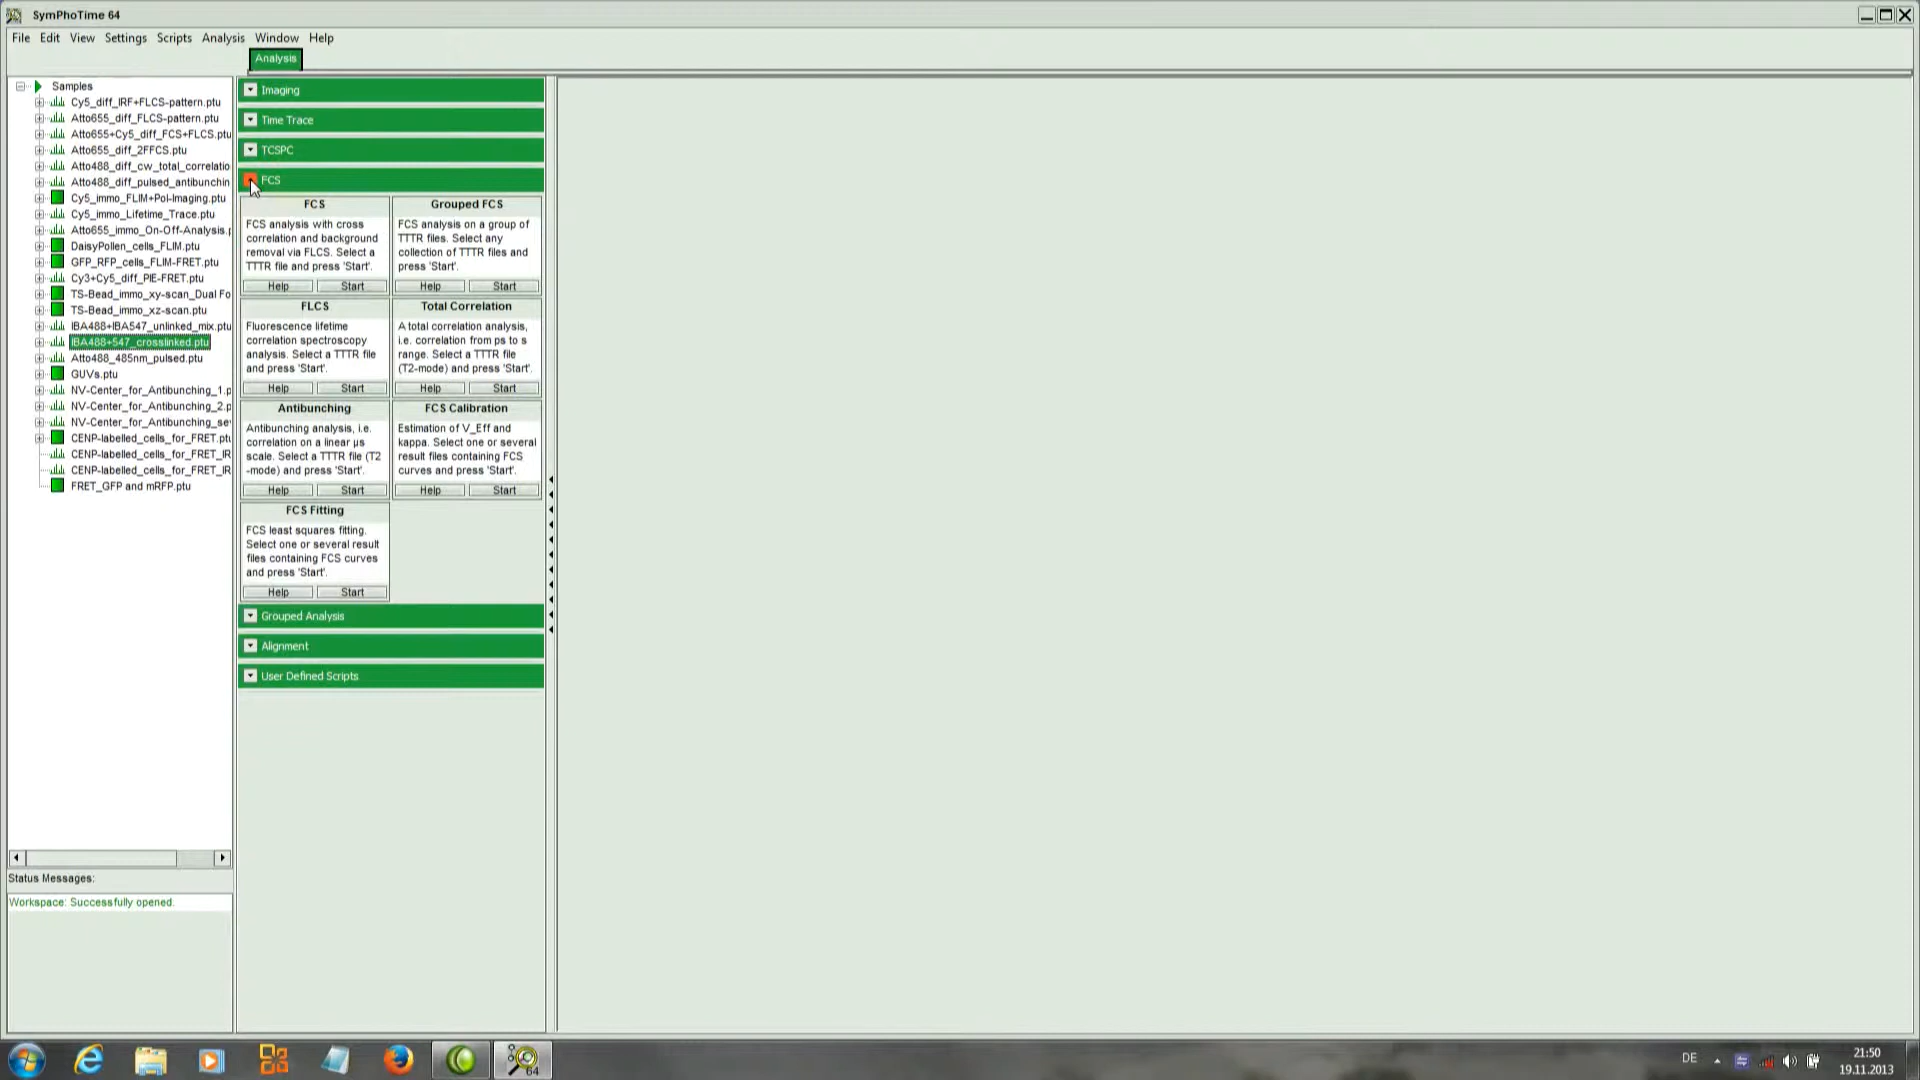 SymPhoTime 64
File Edit View Settings Scripts Analysis Window Help
Analysis
Samples
Cy5_diff_IRF+FLCS-pattern.ptu
Atto655_diff_FLCS-pattern.ptu
Atto655+Cy5_diff_FCS+FLCS.ptu
Atto655_diff_2FFCS.ptu
Atto488_diff_cw_total_correlatio
Atto488_diff_pulsed_antibunchin
Cy5_immo_FLIM+Pol-Imaging.ptu
Cy5_immo_Lifetime_Trace.ptu
Atto655_immo_On-Off-Analysis.p
DaisyPollen_cells_FLIM.ptu
GFP_RFP_cells_FLIM-FRET.ptu
Cy3+Cy5_diff_PIE-FRET.ptu
TS-Bead_immo_xy-scan_Dual Fo
TS-Bead_immo_xz-scan.ptu
IBA488+IBA547_unlinked_mix.ptu
IBA488+547_crosslinked.ptu
Atto488_485nm_pulsed.ptu
GUVs.ptu
NV-Center_for_Antibunching_1.p
NV-Center_for_Antibunching_2.p
NV-Center_for_Antibunching_se
CENP-labelled_cells_for_FRET.ptu
CENP-labelled_cells_for_FRET_IR
CENP-labelled_cells_for_FRET_IR
FRET_GFP and mRFP.ptu
Status Messages:
Workspace: Successfully opened.
Imaging
Time Trace
TCSPC
FCS
FCS
FCS analysis with cross
correlation and background
removal via FLCS. Select a
TTTR file and press 'Start'.
Help Start
Grouped FCS
FCS analysis on a group of
TTTR files. Select any
collection of TTTR files and
press 'Start'.
Help Start
FLCS
Fluorescence lifetime
correlation spectroscopy
analysis. Select a TTTR file
and press 'Start'.
Help Start
Total Correlation
A total correlation analysis,
i.e. correlation from ps to s
range. Select a TTTR file
(T2-mode) and press 'Start'.
Help Start
Antibunching
Antibunching analysis, i.e.
correlation on a linear µs
scale. Select a TTTR file (T2
-mode) and press 'Start'.
Help Start
FCS Calibration
Estimation of V_Eff and
kappa. Select one or several
result files containing FCS
curves and press 'Start'.
Help Start
FCS Fitting
FCS least squares fitting.
Select one or several result
files containing FCS curves
and press 'Start'.
Help Start
Grouped Analysis
Alignment
User Defined Scripts
64
DE
21:50
19.11.2013